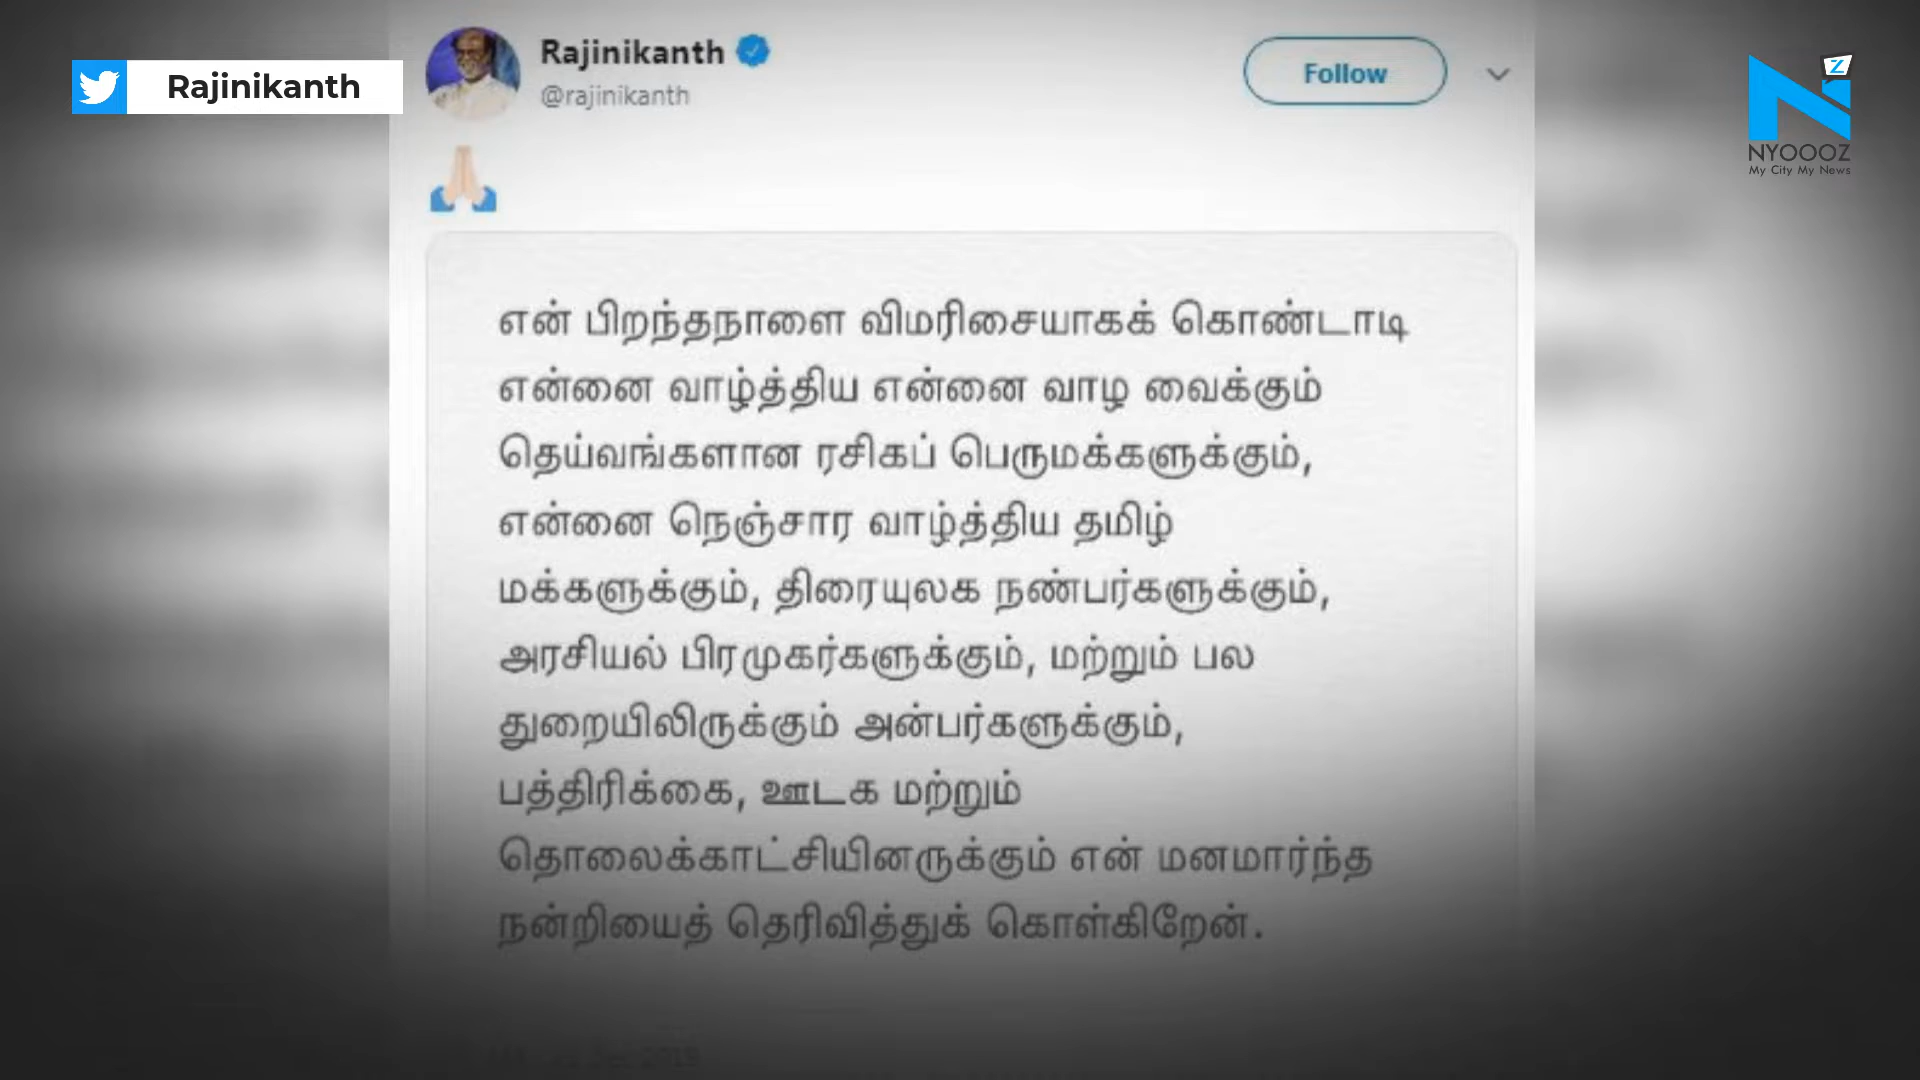 Rajinikanth
Rajinikanth
@rajinikanth
Follow
NYOOOZ
My City My News
என் பிறந்தநாளை விமரிசையாகக் கொண்டாடி
என்னை வாழ்த்திய என்னை வாழ வைக்கும்
தெய்வங்களான ரசிகப் பெருமக்களுக்கும்,
என்னை நெஞ்சார வாழ்த்திய தமிழ்
மக்களுக்கும், திரையுலக நண்பர்களுக்கும்,
அரசியல் பிரமுகர்களுக்கும், மற்றும் பல
துறையிலிருக்கும் அன்பர்களுக்கும்,
பத்திரிக்கை, ஊடக மற்றும்
தொலைக்காட்சியினருக்கும் என் மனமார்ந்த
நன்றியைத் தெரிவித்துக் கொள்கிறேன்.